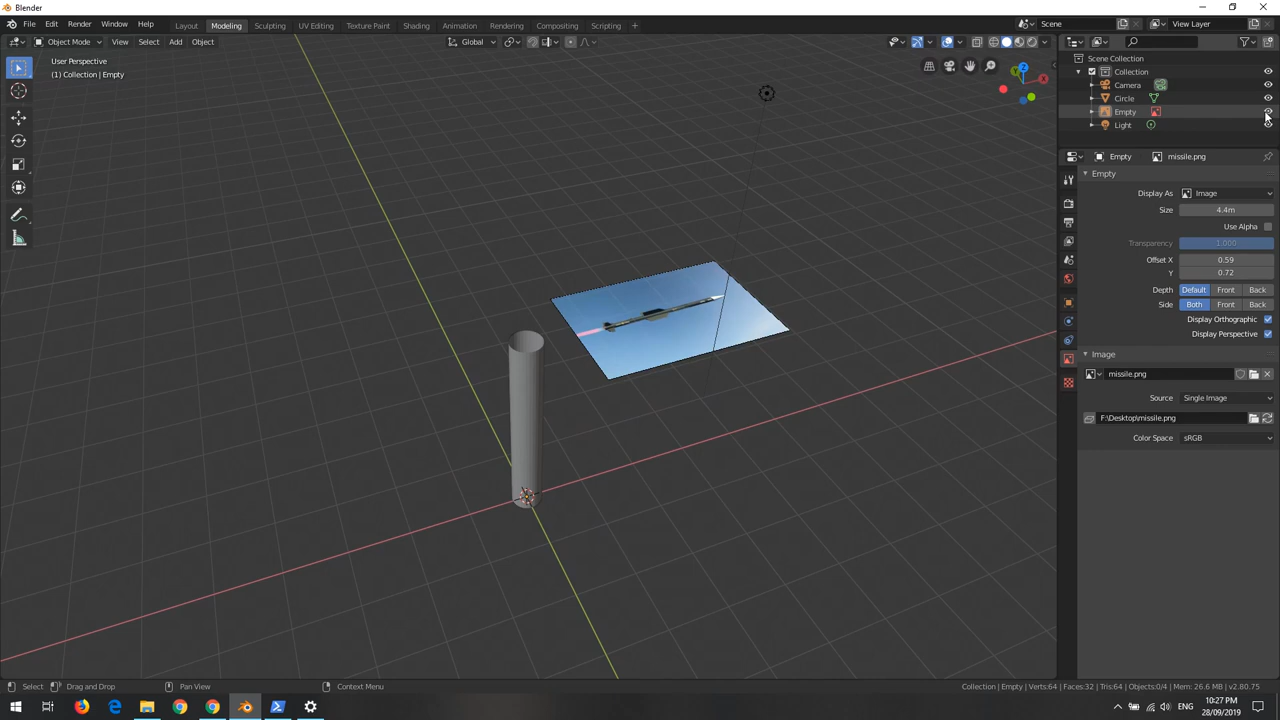 Blender
File Edit Render Window Help
Layout Modeling Sculpting UV Editing Texture Paint Shading Animation Rendering Compositing Scripting +
Scene View Layer
Object Mode View Select Add Object Global
User Perspective
(1) Collection | Empty
Z
Y
X
Scene Collection
Collection
Camera
Circle
Empty
Light
Empty missile.png
Empty
Display As Image
Size 4.4m
Use Alpha
Transparency 1.000
Offset X 0.59
Y 0.72
Depth Default Front Back
Side Both Front Back
Display Orthographic
Display Perspective
Image
missile.png
Source Single Image
F:\Desktop\missile.png
Color Space sRGB
Select Drag and Drop Pan View Context Menu Collection | Empty | Verts:64 | Faces:32 | Tris:64 | Objects:0/4 | Mem: 26.6 MB | v2.80.75
ENG 10:27 PM
28/09/2019